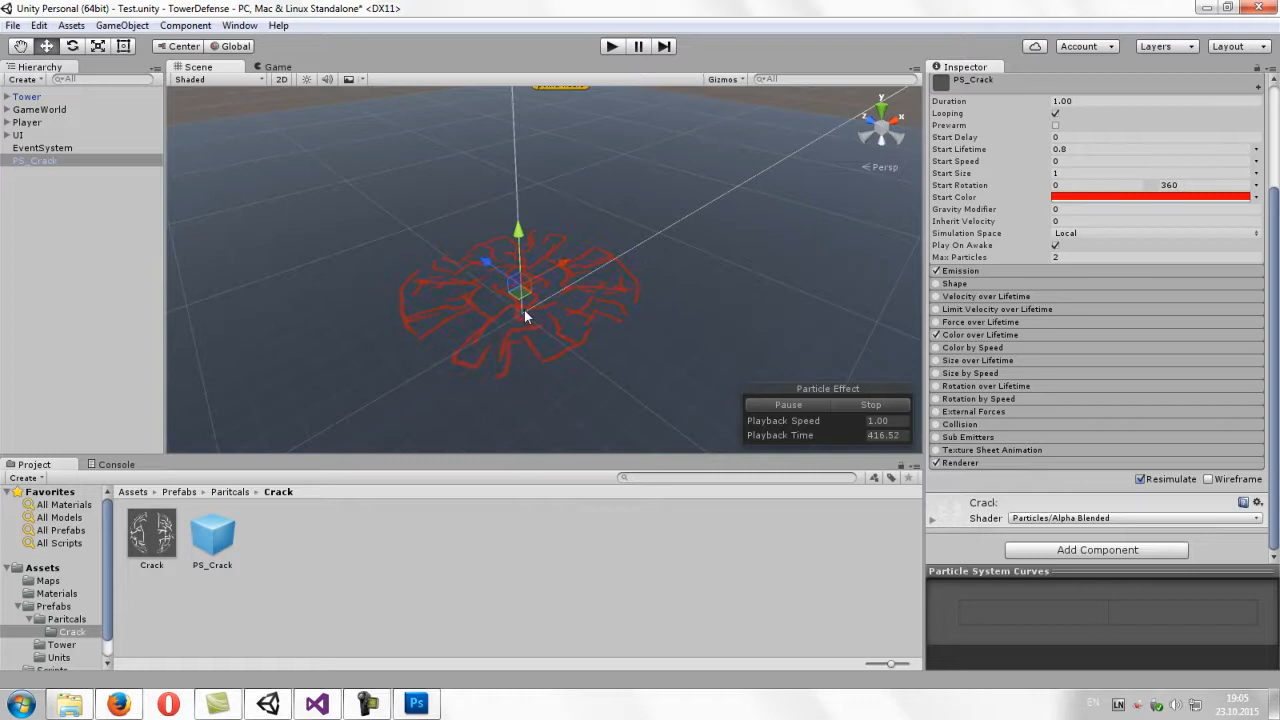 Unity Personal (64bit) - Test.unity - TowerDefense - PC, Mac & Linux Standalone* <DX11>
File Edit Assets GameObject Component Window Help
Center Global Account Layers Layout
Hierarchy
Create All
Tower
GameWorld
Player
UI
EventSystem
PS_Crack
Scene Game
Shaded 2D Gizmos All
y
z x
Persp
Particle Effect
Pause Stop
Playback Speed 1.00
Playback Time 416.52
Inspector
PS_Crack
Duration 1.00
Looping
Prewarm
Start Delay 0
Start Lifetime 0.8
Start Speed 0
Start Size 1
Start Rotation 0 360
Start Color
Gravity Modifier 0
Inherit Velocity 0
Simulation Space Local
Play On Awake
Max Particles 2
Emission
Shape
Velocity over Lifetime
Limit Velocity over Lifetime
Force over Lifetime
Color over Lifetime
Color by Speed
Size over Lifetime
Size by Speed
Rotation over Lifetime
Rotation by Speed
External Forces
Collision
Sub Emitters
Texture Sheet Animation
Renderer
Resimulate Wireframe
Crack
Shader Particles/Alpha Blended
Add Component
Particle System Curves
Project Console
Create
Favorites
All Materials
All Models
All Prefabs
All Scripts
Assets
Maps
Materials
Prefabs
Paritcals
Crack
Tower
Units
Scripts
Assets Prefabs Paritcals Crack
Crack PS_Crack
Ps
EN LN
19:05
23.10.2015